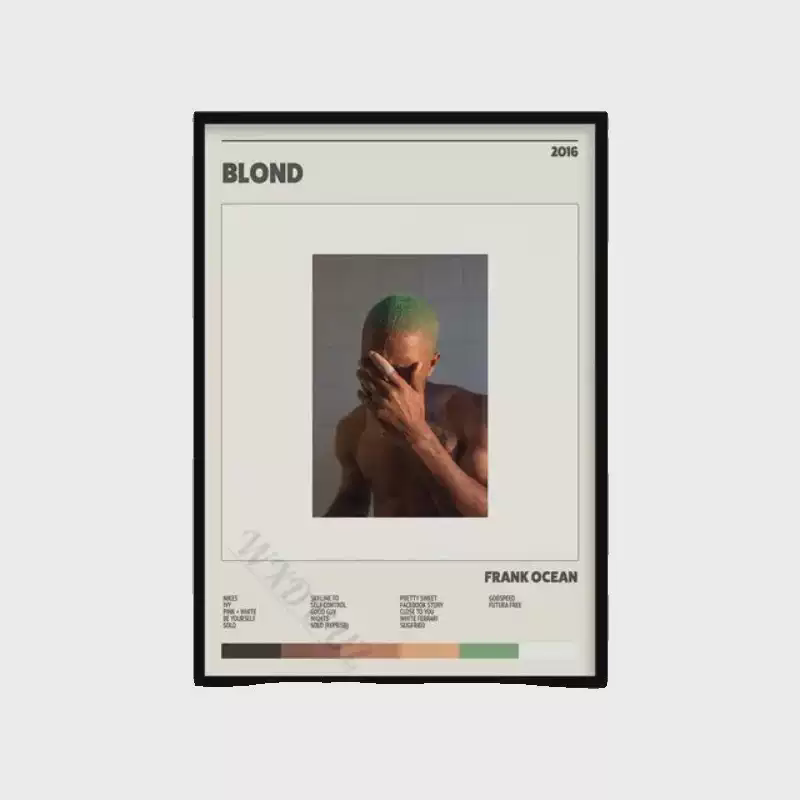 2016
BLOND
FRANK OCEAN
NIKES
IVY
PINK + WHITE
BE YOURSELF
SOLO
SKYLINE TO
SELF CONTROL
GOOD GUY
NIGHTS
SOLO (REPRISE)
PRETTY SWEET
FACEBOOK STORY
CLOSE TO YOU
WHITE FERRARI
SEIGFRIED
GODSPEED
FUTURA FREE